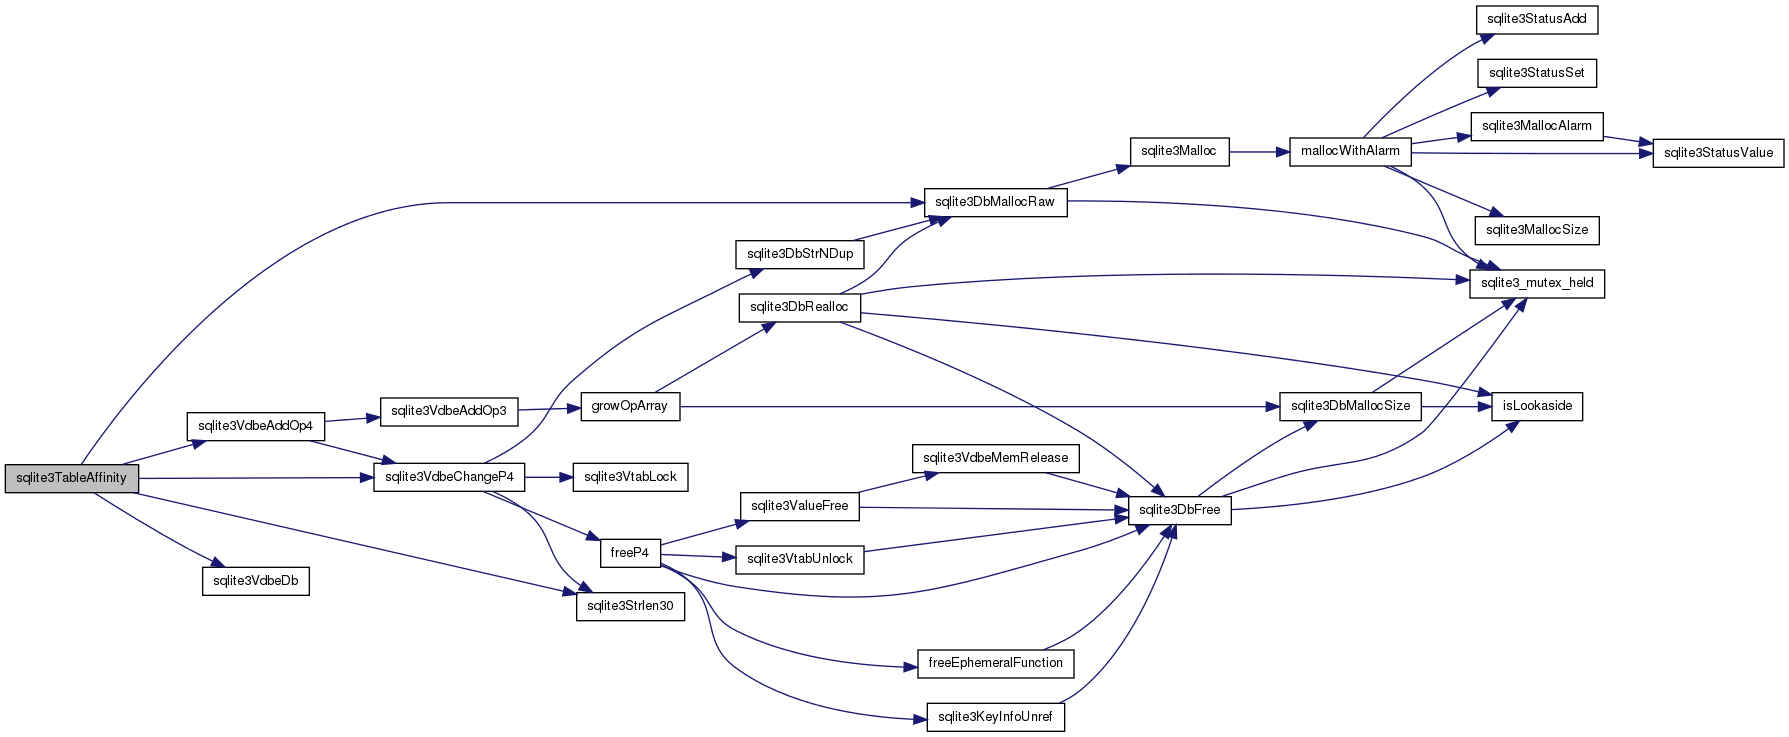 sqlite3StatusAdd
sqlite3StatusSet
sqlite3MallocAlarm
sqlite3StatusValue
sqlite3Malloc
mallocWithAlarm
sqlite3DbMallocRaw
sqlite3MallocSize
sqlite3DbStrNDup
sqlite3_mutex_held
sqlite3DbRealloc
sqlite3VdbeAddOp3
growOpArray
sqlite3DbMallocSize
isLookaside
sqlite3VdbeAddOp4
sqlite3VdbeMemRelease
sqlite3TableAffinity
sqlite3VdbeChangeP4
sqlite3VtabLock
sqlite3ValueFree
sqlite3DbFree
freeP4
sqlite3VtabUnlock
sqlite3VdbeDb
sqlite3Strlen30
freeEphemeralFunction
sqlite3KeyInfoUnref